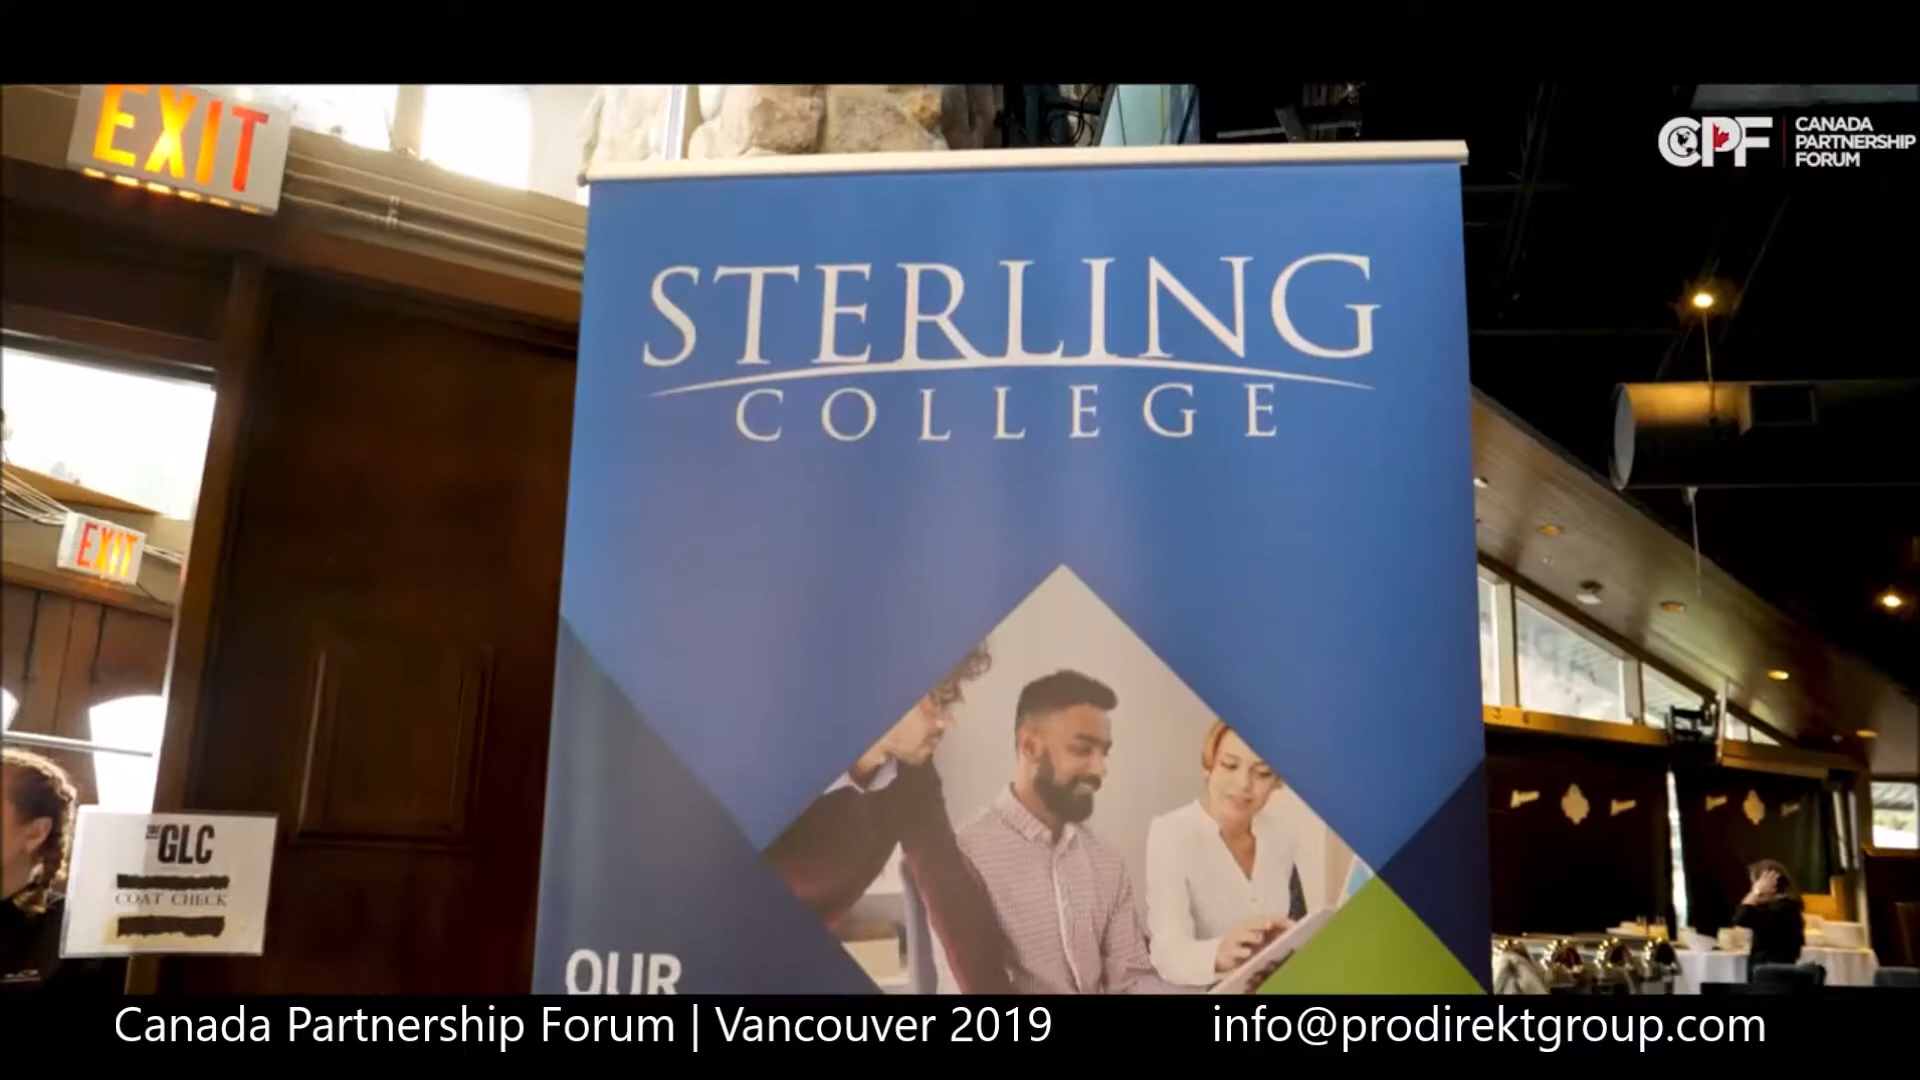 EXIT
CPF
CANADA
PARTNERSHIP
FORUM
STERLING
COLLEGE
EXIT
THE GLC
COAT CHECK
OUR
Canada Partnership Forum | Vancouver 2019
info@prodirektgroup.com